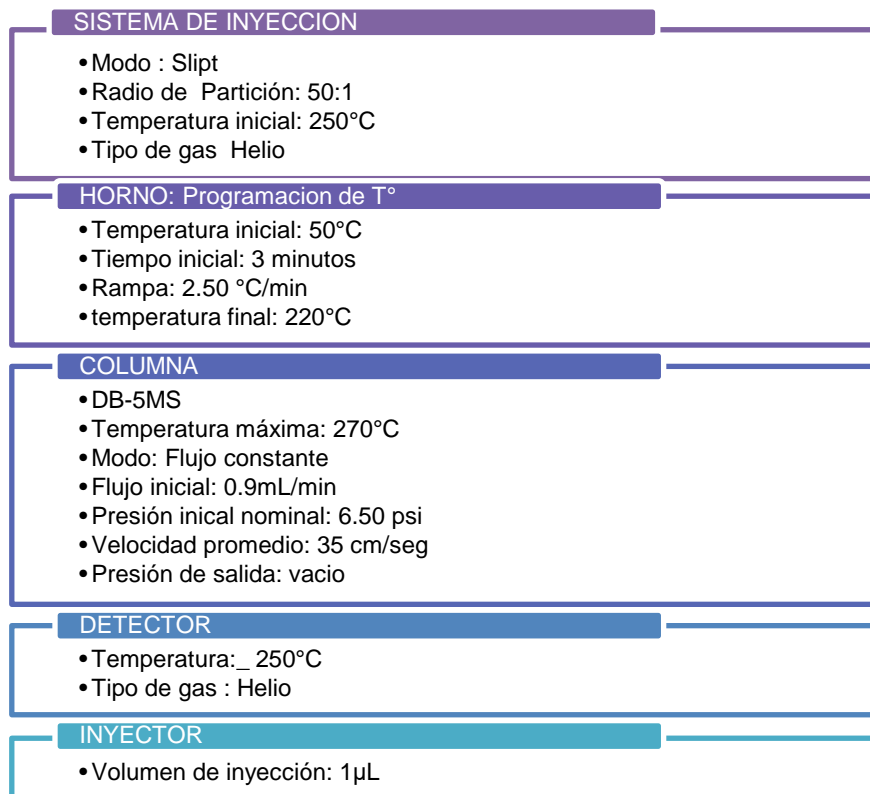 SISTEMA DE INYECCION
•Modo : Slipt
•Radio de Partición: 50:1
•Temperatura inicial: 250°C
•Tipo de gas Helio
HORNO: Programacion de T°
•Temperatura inicial: 50°C
•Tiempo inicial: 3 minutos
•Rampa: 2.50 °C/min
•temperatura final: 220°C
COLUMNA
•DB-5MS
•Temperatura máxima: 270°C
•Modo: Flujo constante
•Flujo inicial: 0.9mL/min
•Presión inical nominal: 6.50 psi
•Velocidad promedio: 35 cm/seg
•Presión de salida: vacio
DETECTOR
•Temperatura:_ 250°C
•Tipo de gas : Helio
INYECTOR
•Volumen de inyección: 1µL